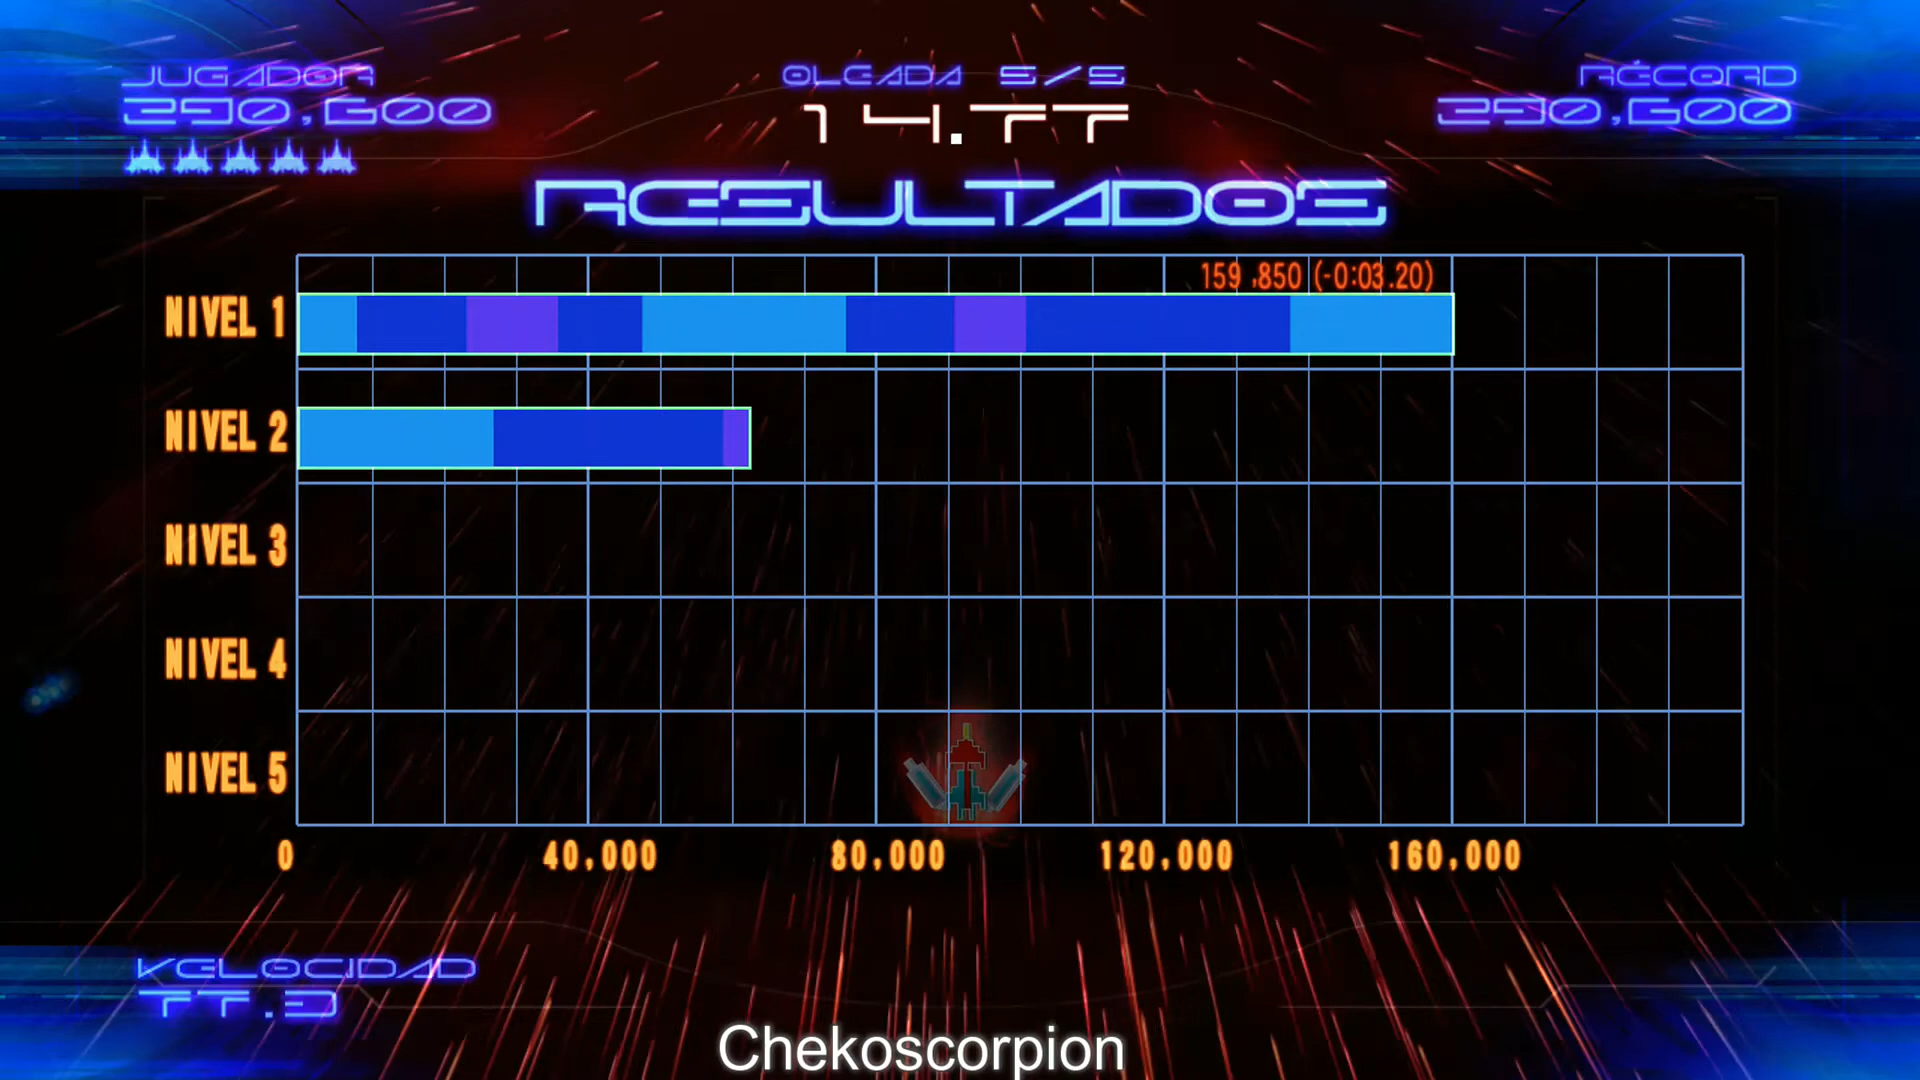 JUGADOR
290,600
OLEADA 5/5
14.77
RÉCORD
290,600
RESULTADOS
159,850 (-0:03.20)
NIVEL 1
NIVEL 2
NIVEL 3
NIVEL 4
NIVEL 5
0 40,000 80,000 120,000 160,000
VELOCIDAD
77.9
Chekoscorpion